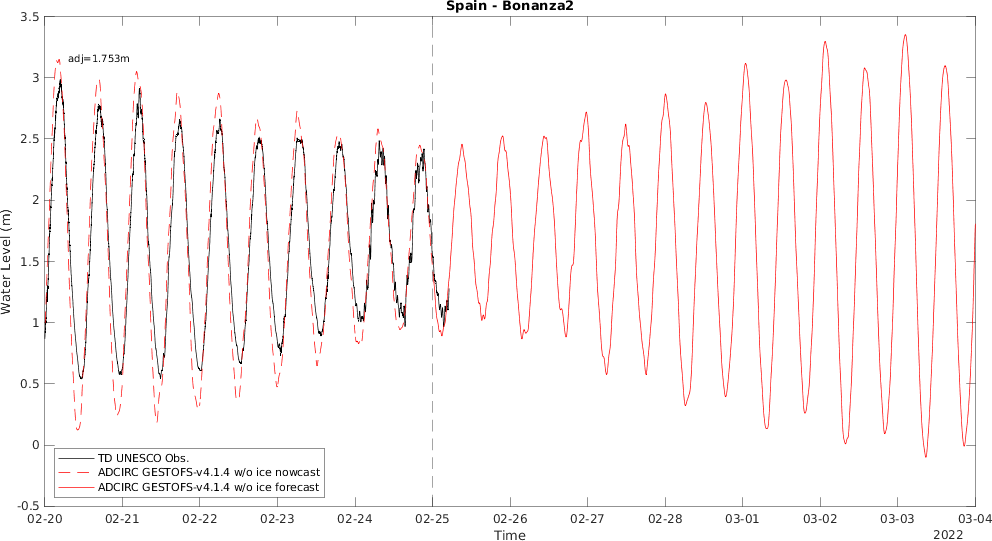 Spain - Bonanza2
3.5
3
2.5
2
1.5
1
0.5
0
-0.5
Water Level (m)
adj=1.753m
TD UNESCO Obs.
ADCIRC GESTOFS-v4.1.4 w/o ice nowcast
ADCIRC GESTOFS-v4.1.4 w/o ice forecast
02-20 02-21 02-22 02-23 02-24 02-25 02-26 02-27 02-28 03-01 03-02 03-03 03-04
Time
2022